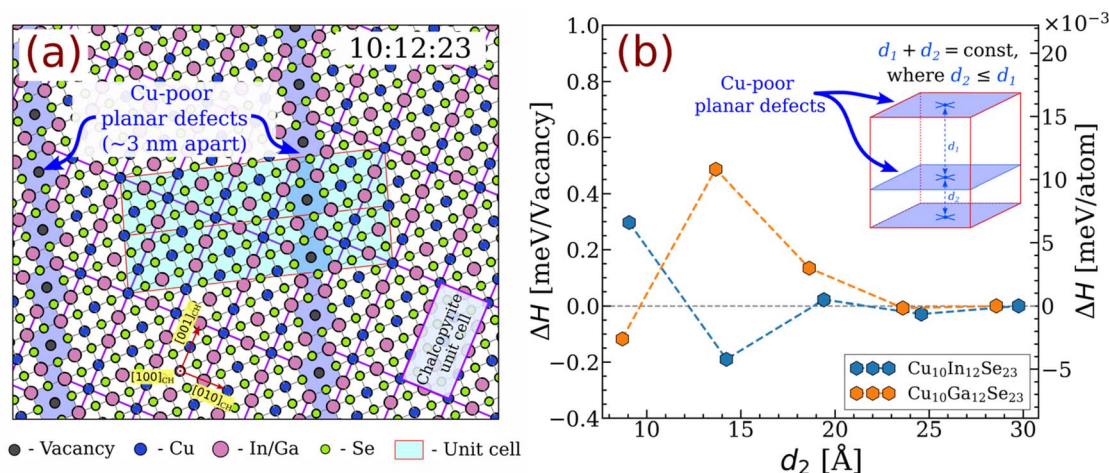 (a)
10:12:23
Cu-poor
planar defects
(~3 nm apart)
[001]CH
[100]CH
[010]CH
Chalcopyrite
unit cell
- Vacancy
- Cu
- In/Ga
- Se
- Unit cell
(b)
d₁ + d₂ = const,
where d₂ ≤ d₁
Cu-poor
planar defects
d₁
d₂
ΔH [meV/Vacancy]
1.0
0.8
0.6
0.4
0.2
0.0
−0.2
−0.4
5
10
15
20
25
30
d₂ [Å]
×10⁻³
20
15
10
5
0
−5
ΔH [meV/atom]
Cu₁₀In₁₂Se₂₃
Cu₁₀Ga₁₂Se₂₃